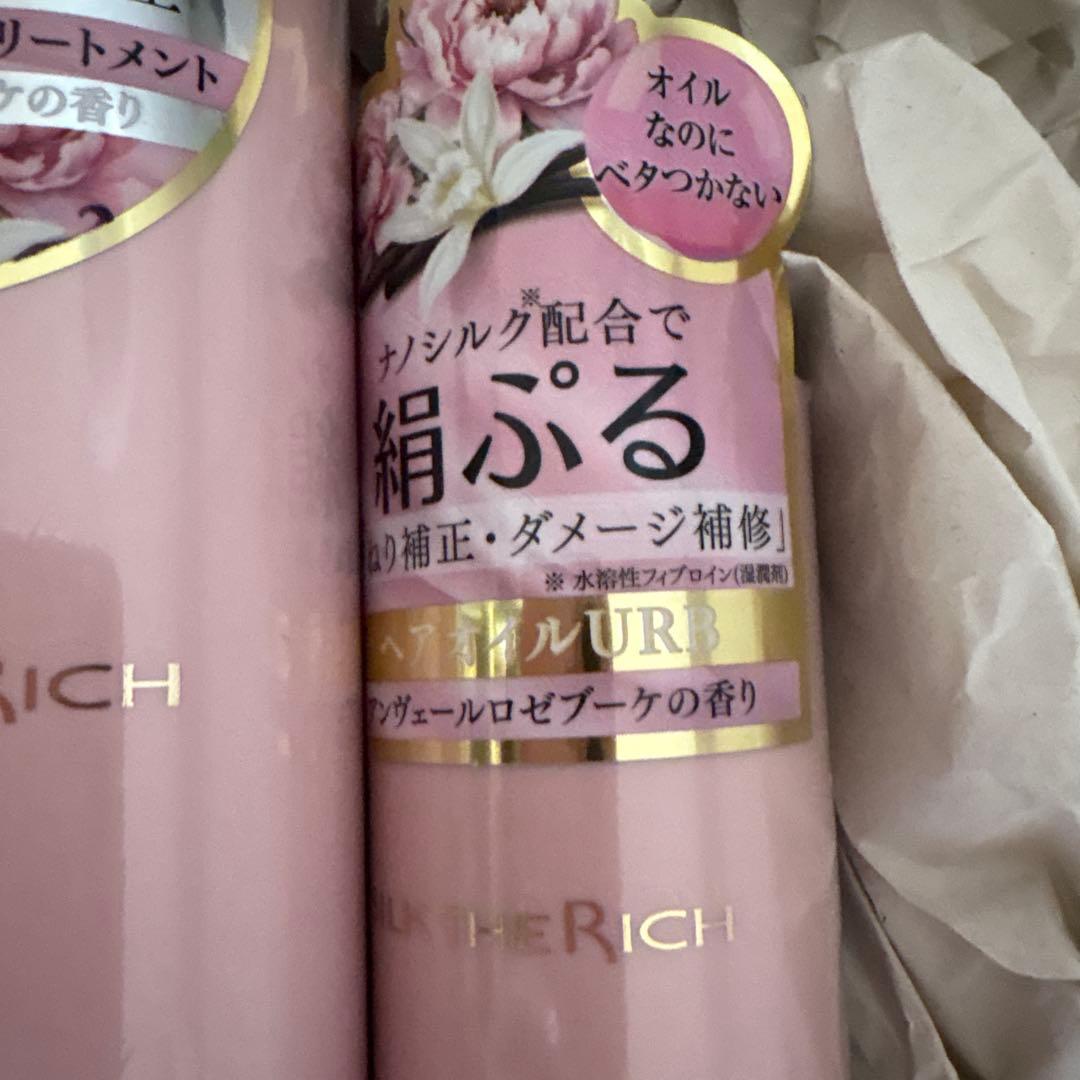 リートメント
ケの香り
RICH
オイル
なのに
ベタつかない
ナノシルク※配合で
絹ぷる
ねり補正・ダメージ補修」
※ 水溶性フィブロイン(湿潤剤)
ヘアオイルURB
アンヴェールロゼブーケの香り
SILK THE RICH